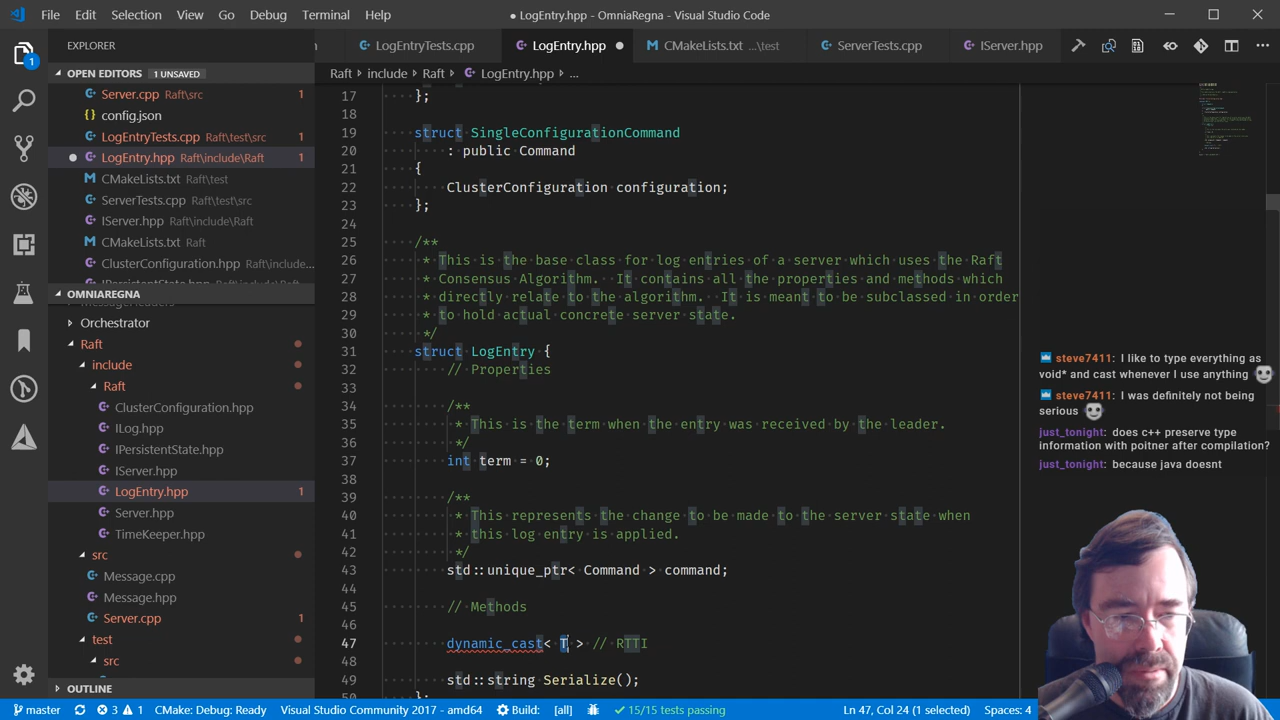 File Edit Selection View Go Debug Terminal Help
● LogEntry.hpp - OmniaRegna - Visual Studio Code
EXPLORER
LogEntryTests.cpp LogEntry.hpp CMakeLists.txt ...\test ServerTests.cpp IServer.hpp
Raft > include > Raft > LogEntry.hpp > ...
OPEN EDITORS 1 UNSAVED
Server.cpp Raft\src 1
config.json
LogEntryTests.cpp Raft\test\src 1
LogEntry.hpp Raft\include\Raft 1
CMakeLists.txt Raft\test
ServerTests.cpp Raft\test\src
IServer.hpp Raft\include\Raft
CMakeLists.txt Raft
ClusterConfiguration.hpp Raft\include...
IPersistentState.hpp Raft\include...
OMNIAREGNA
MessageHeaders
Orchestrator
Raft
include
Raft
ClusterConfiguration.hpp
ILog.hpp
IPersistentState.hpp
IServer.hpp
LogEntry.hpp 1
Server.hpp
TimeKeeper.hpp
src
Message.cpp
Message.hpp
Server.cpp 1
test
src
OUTLINE
17 };
18
19 struct SingleConfigurationCommand
20 : public Command
21 {
22 ClusterConfiguration configuration;
23 };
24
25 /**
26 * This is the base class for log entries of a server which uses the Raft
27 * Consensus Algorithm. It contains all the properties and methods which
28 * directly relate to the algorithm. It is meant to be subclassed in order
29 * to hold actual concrete server state.
30 */
31 struct LogEntry {
32 // Properties
33
34 /**
35 * This is the term when the entry was received by the leader.
36 */
37 int term = 0;
38
39 /**
40 * This represents the change to be made to the server state when
41 * this log entry is applied.
42 */
43 std::unique_ptr< Command > command;
44
45 // Methods
46
47 dynamic_cast< T > // RTTI
48
49 std::string Serialize();
50 };
steve7411: I like to type everything as
void* and cast whenever I use anything
steve7411: I was definitely not being
serious
just_tonight: does c++ preserve type
information with poitner after compilation?
just_tonight: because java doesnt
master 3 1 CMake: Debug: Ready Visual Studio Community 2017 - amd64 Build: [all] 15/15 tests passing Ln 47, Col 24 (1 selected) Spaces: 4
1